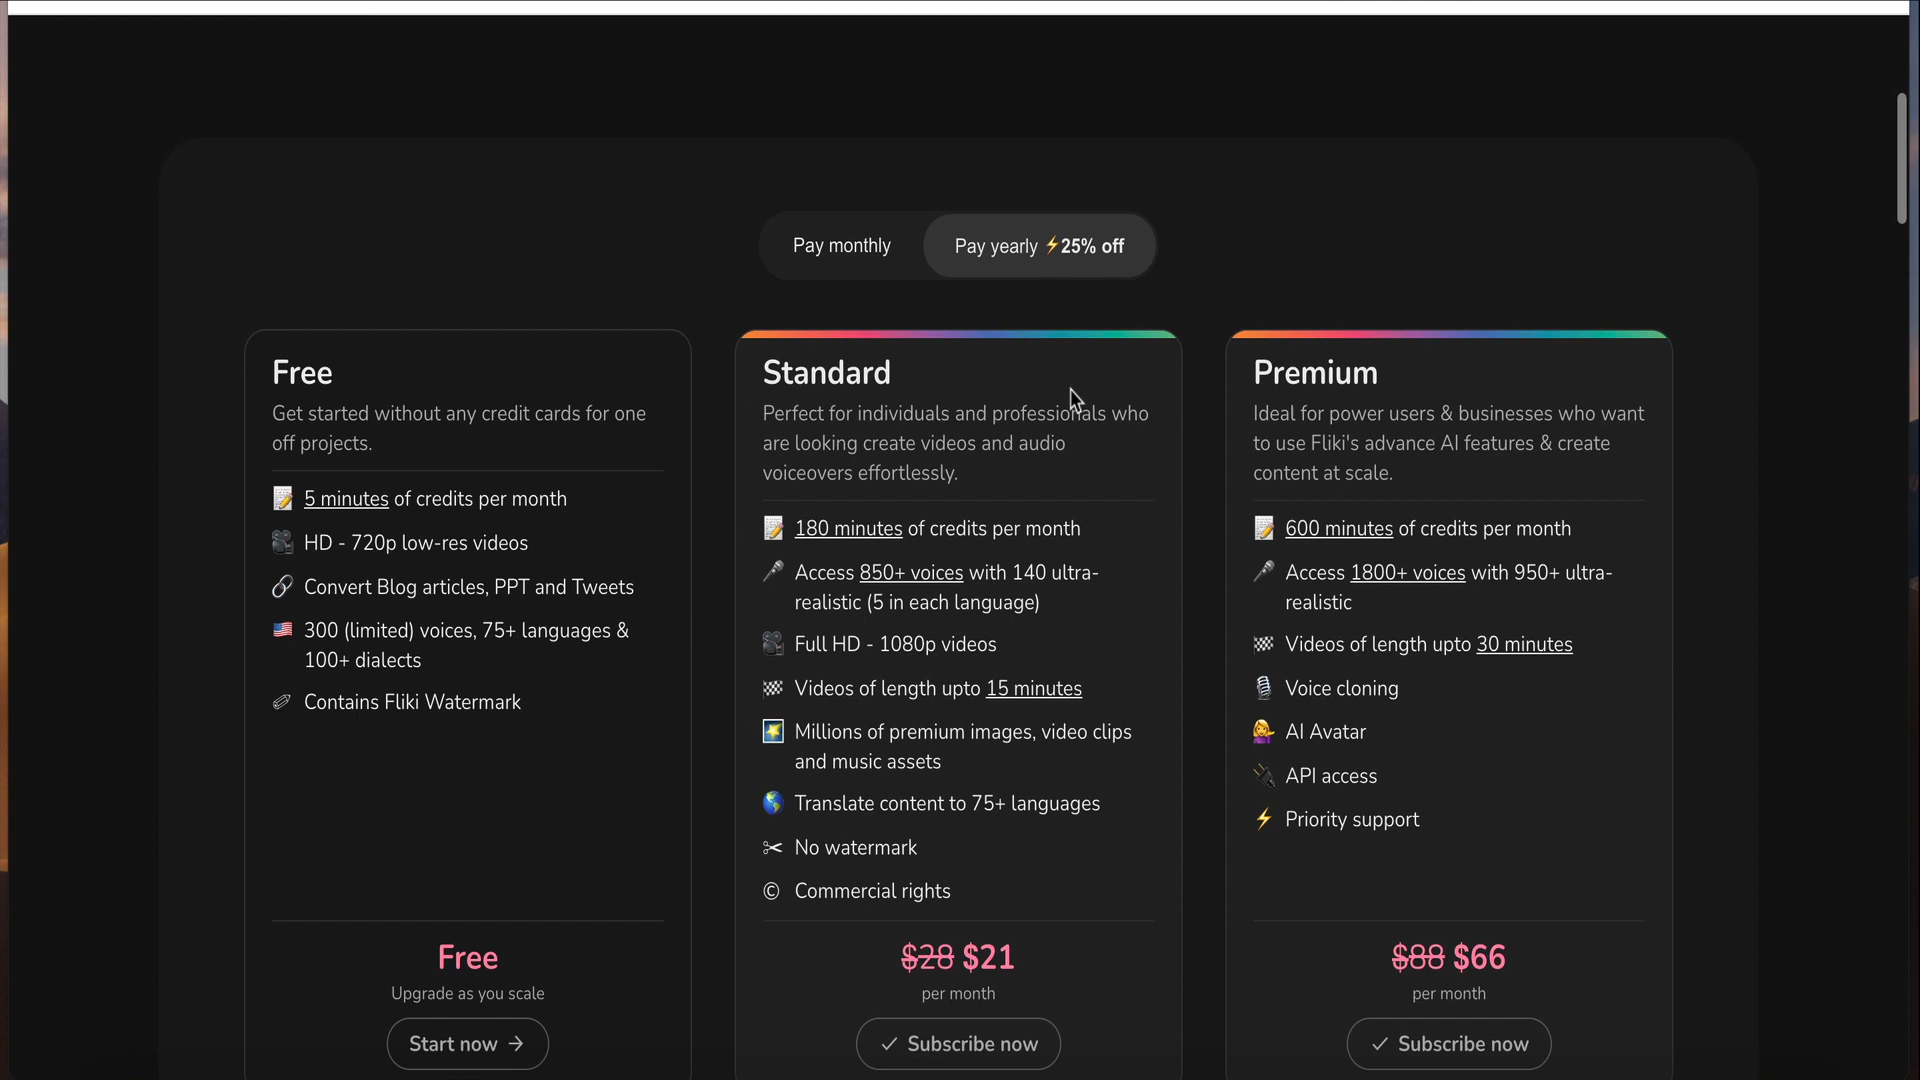 Pay monthly
Pay yearly ⚡25% off
Free
Get started without any credit cards for one
off projects.
5 minutes of credits per month
HD - 720p low-res videos
Convert Blog articles, PPT and Tweets
300 (limited) voices, 75+ languages &
100+ dialects
Contains Fliki Watermark
Free
Upgrade as you scale
Start now →
Standard
Perfect for individuals and professionals who
are looking create videos and audio
voiceovers effortlessly.
180 minutes of credits per month
Access 850+ voices with 140 ultra-
realistic (5 in each language)
Full HD - 1080p videos
Videos of length upto 15 minutes
Millions of premium images, video clips
and music assets
Translate content to 75+ languages
No watermark
© Commercial rights
$28 $21
per month
✓ Subscribe now
Premium
Ideal for power users & businesses who want
to use Fliki's advance AI features & create
content at scale.
600 minutes of credits per month
Access 1800+ voices with 950+ ultra-
realistic
Videos of length upto 30 minutes
Voice cloning
AI Avatar
API access
Priority support
$88 $66
per month
✓ Subscribe now